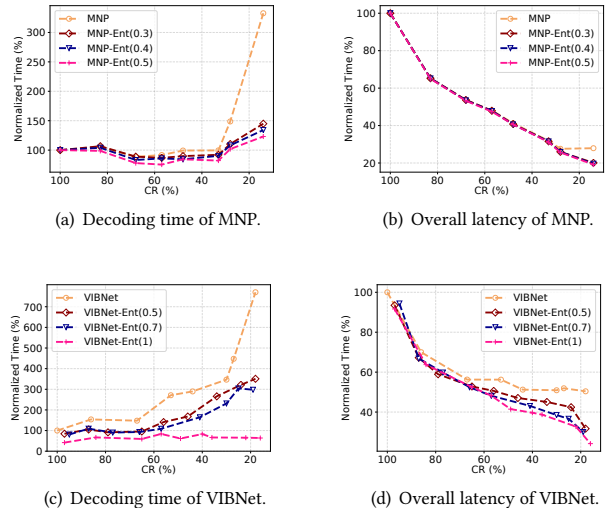 MNP
MNP-Ent(0.3)
MNP-Ent(0.4)
MNP-Ent(0.5)
Normalized Time (%)
300
250
200
150
100
100 80 60 40 20
CR (%)
(a) Decoding time of MNP.
MNP
MNP-Ent(0.3)
MNP-Ent(0.4)
MNP-Ent(0.5)
Normalized Time (%)
100
80
60
40
20
100 80 60 40 20
CR (%)
(b) Overall latency of MNP.
VIBNet
VIBNet-Ent(0.5)
VIBNet-Ent(0.7)
VIBNet-Ent(1)
Normalized Time (%)
700
600
500
400
300
200
100
0
100 80 60 40 20
CR (%)
(c) Decoding time of VIBNet.
VIBNet
VIBNet-Ent(0.5)
VIBNet-Ent(0.7)
VIBNet-Ent(1)
Normalized Time (%)
100
80
60
40
100 80 60 40 20
CR (%)
(d) Overall latency of VIBNet.